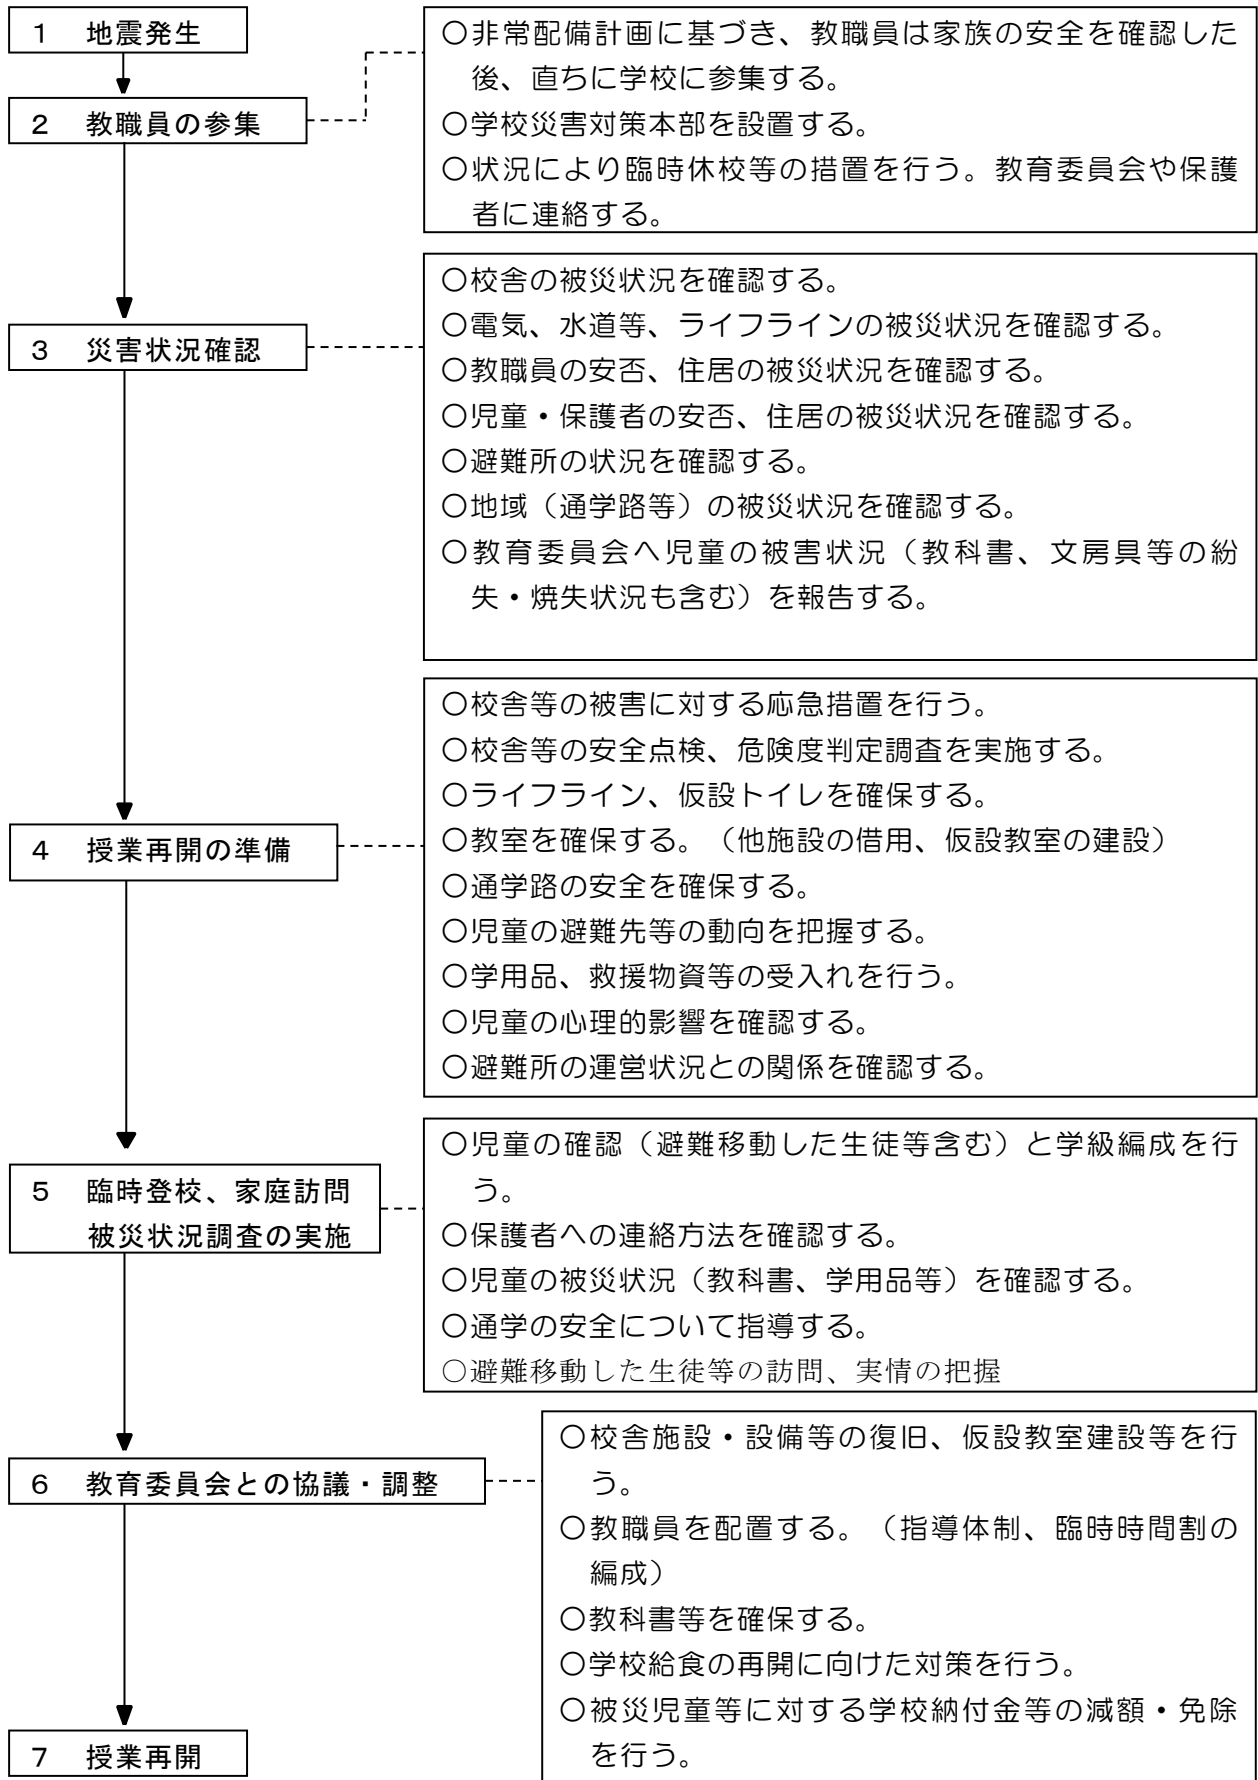 １　地震発生
２　教職員の参集
○非常配備計画に基づき、教職員は家族の安全を確認した
後、直ちに学校に参集する。
○学校災害対策本部を設置する。
○状況により臨時休校等の措置を行う。教育委員会や保護
者に連絡する。
３　災害状況確認
○校舎の被災状況を確認する。
○電気、水道等、ライフラインの被災状況を確認する。
○教職員の安否、住居の被災状況を確認する。
○児童・保護者の安否、住居の被災状況を確認する。
○避難所の状況を確認する。
○地域（通学路等）の被災状況を確認する。
○教育委員会へ児童の被害状況（教科書、文房具等の紛
失・焼失状況も含む）を報告する。
４　授業再開の準備
○校舎等の被害に対する応急措置を行う。
○校舎等の安全点検、危険度判定調査を実施する。
○ライフライン、仮設トイレを確保する。
○教室を確保する。（他施設の借用、仮設教室の建設）
○通学路の安全を確保する。
○児童の避難先等の動向を把握する。
○学用品、救援物資等の受入れを行う。
○児童の心理的影響を確認する。
○避難所の運営状況との関係を確認する。
５　臨時登校、家庭訪問
被災状況調査の実施
○児童の確認（避難移動した生徒等含む）と学級編成を行
う。
○保護者への連絡方法を確認する。
○児童の被災状況（教科書、学用品等）を確認する。
○通学の安全について指導する。
○避難移動した生徒等の訪問、実情の把握
６　教育委員会との協議・調整
○校舎施設・設備等の復旧、仮設教室建設等を行
う。
○教職員を配置する。（指導体制、臨時時間割の
編成）
○教科書等を確保する。
○学校給食の再開に向けた対策を行う。
○被災児童等に対する学校納付金等の減額・免除
を行う。
７　授業再開